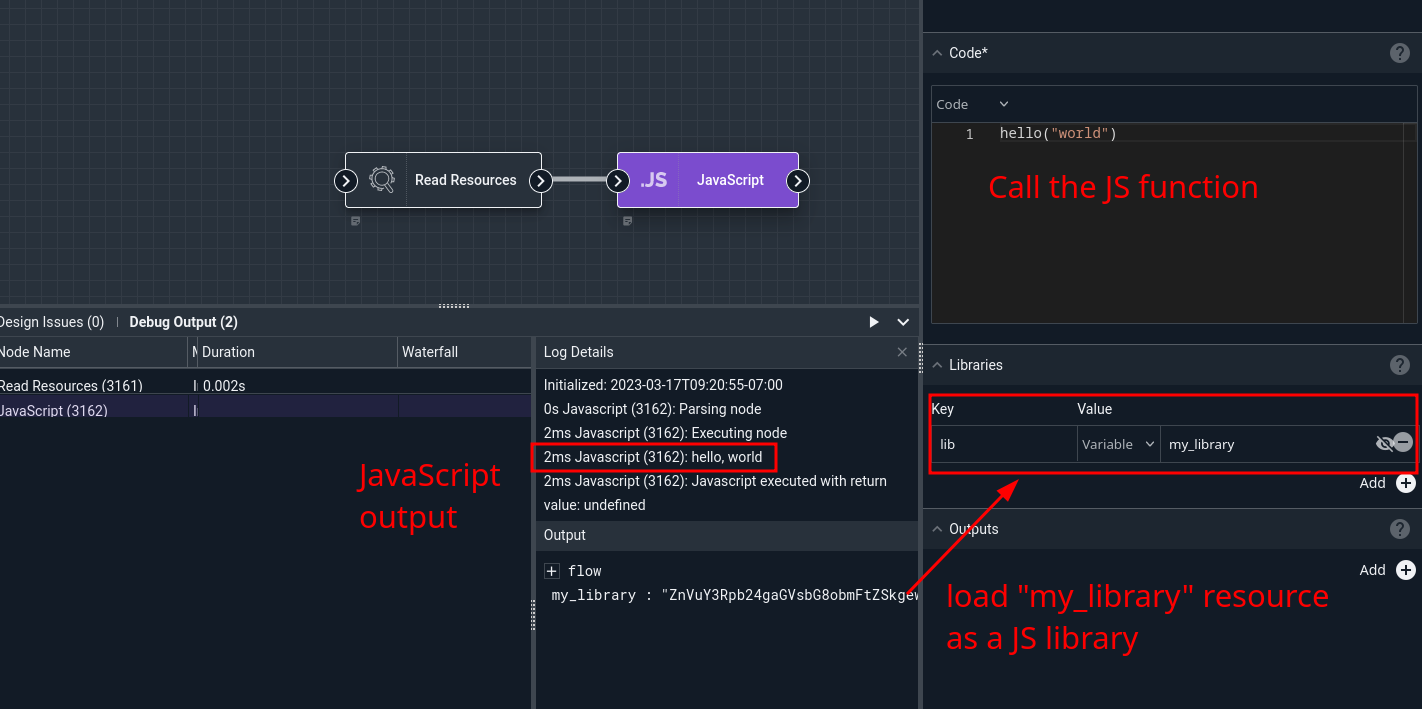 Read Resources
.JS JavaScript
Design Issues (0) Debug Output (2)
Node Name Duration Waterfall
Read Resources (3161) 0.002s
JavaScript (3162)
JavaScript
output
Log Details
Initialized: 2023-03-17T09:20:55-07:00
0s Javascript (3162): Parsing node
2ms Javascript (3162): Executing node
2ms Javascript (3162): hello, world
2ms Javascript (3162): Javascript executed with return
value: undefined
Output
flow
my_library : "ZnVuY3Rpb24gaGVsbG8obmFtZSkgew
Code*
Code
1 hello("world")
Call the JS function
Libraries
Key Value
lib Variable my_library
Add
Outputs
Add
load "my_library" resource
as a JS library